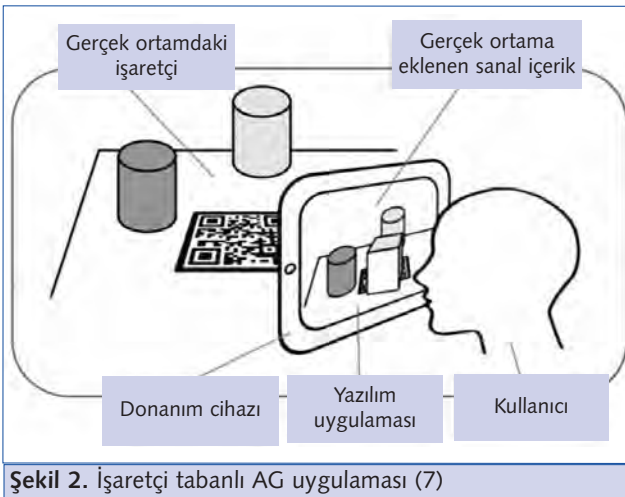 Gerçek ortamdaki
işaretçi
Gerçek ortama
eklenen sanal içerik
Donanım cihazı
Yazılım
uygulaması
Kullanıcı
Şekil 2. İşaretçi tabanlı AG uygulaması (7)